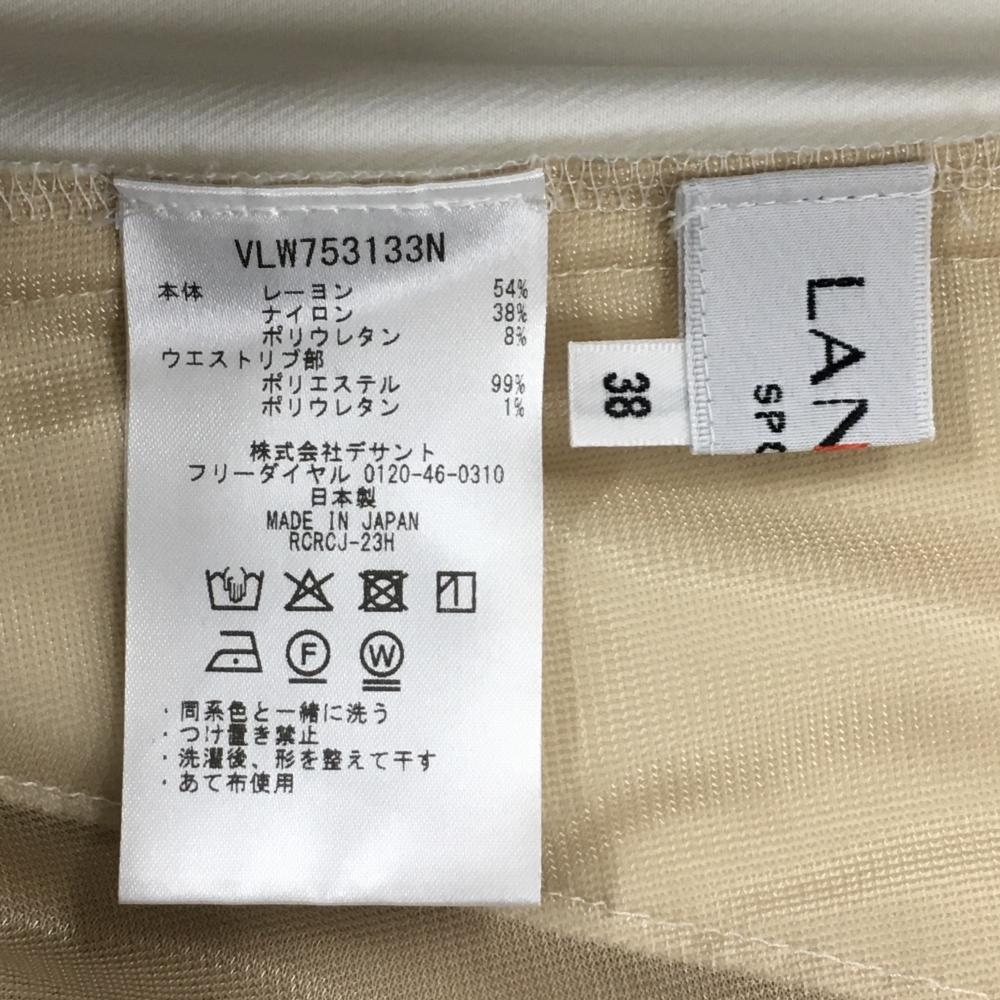 VLW753133N
本体 レーヨン 54%
ナイロン 38%
ポリウレタン 8%
ウエストリブ部
ポリエステル 99%
ポリウレタン 1%
株式会社デサント
フリーダイヤル 0120-46-0310
日本製
MADE IN JAPAN
RCRCJ-23H
F W
・同系色と一緒に洗う
・つけ置き禁止
・洗濯後、形を整えて干す
・あて布使用
38
LAN
SPO